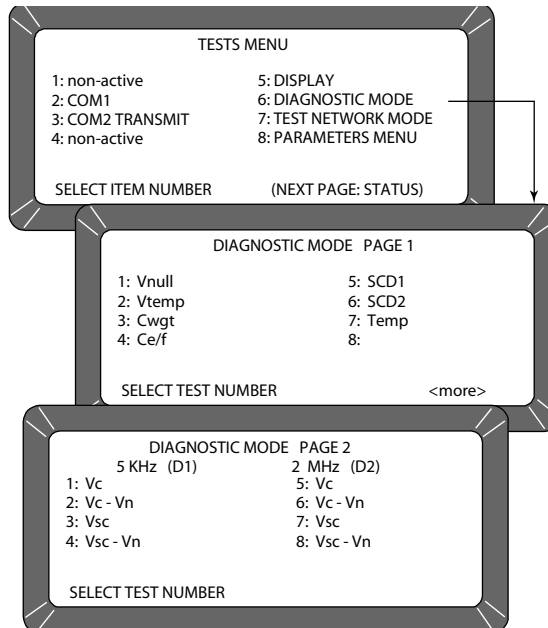 TESTS MENU
1: non-active 5: DISPLAY
2: COM1 6: DIAGNOSTIC MODE
3: COM2 TRANSMIT 7: TEST NETWORK MODE
4: non-active 8: PARAMETERS MENU
SELECT ITEM NUMBER (NEXT PAGE: STATUS)
DIAGNOSTIC MODE PAGE 1
1: Vnull 5: SCD1
2: Vtemp 6: SCD2
3: Cwgt 7: Temp
4: Ce/f 8:
SELECT TEST NUMBER <more>
DIAGNOSTIC MODE PAGE 2
5 KHz (D1) 2 MHz (D2)
1: Vc 5: Vc
2: Vc - Vn 6: Vc - Vn
3: Vsc 7: Vsc
4: Vsc - Vn 8: Vsc - Vn
SELECT TEST NUMBER